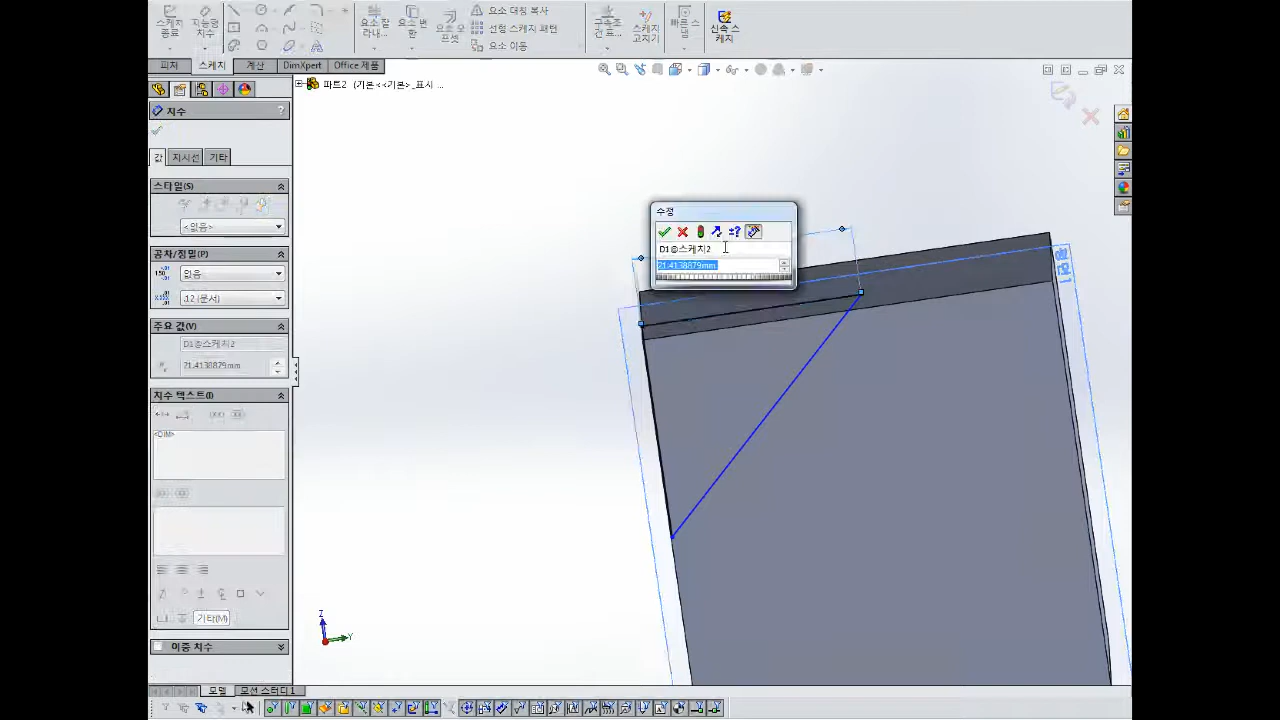 스케치 종료
지능형 치수
요소 잘라내...
요소 변환
요소 오프셋
요소 대칭 복사
선형 스케치 패턴
요소 이동
구속조건 표...
스케치 고치기
빠른 스냅
신속 스케치
피처 스케치 계산 DimXpert Office 제품
파트2 (기본<<기본>_표시 ...
치수 ?
값 지시선 기타
스타일(S)
<없음>
공차/정밀도(P)
없음
.12 (문서)
주요 값(V)
D1@스케치2
21.4138879mm
치수 텍스트(I)
<DIM>
기타(M)
이중 치수
수정
D1@스케치2
21.4138879mm
Z
Y
모델 모션 스터디 1